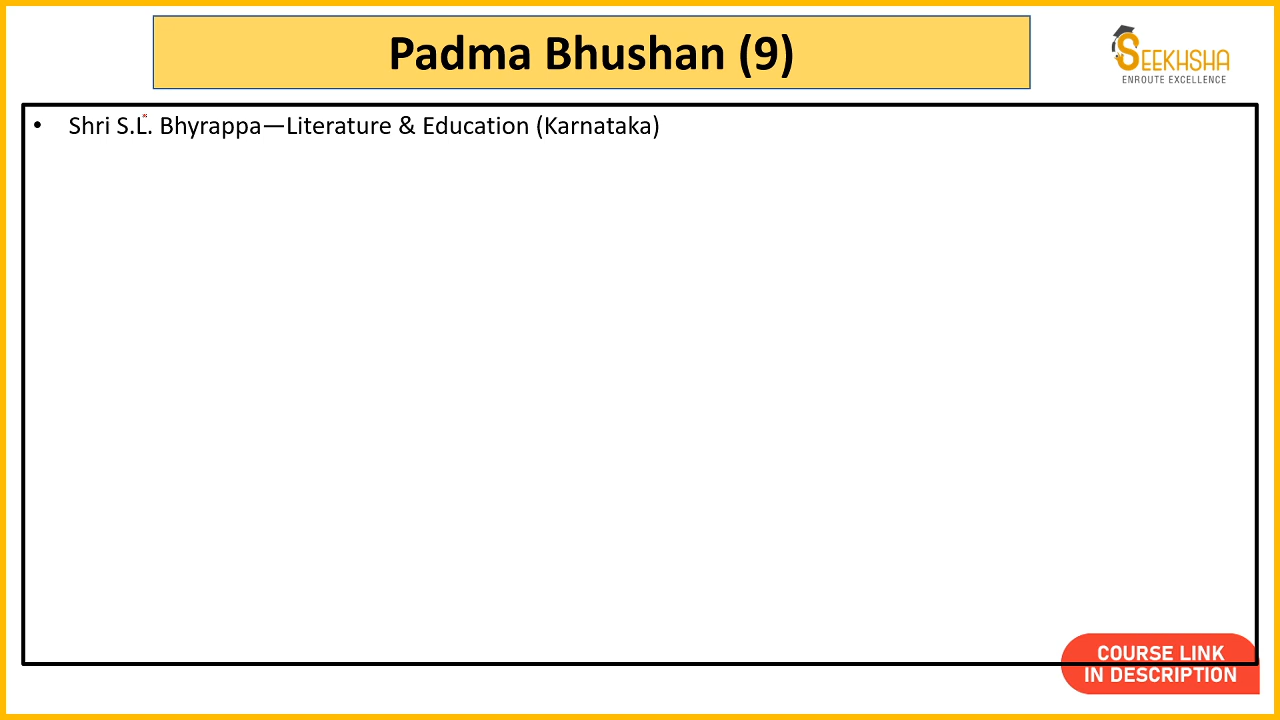 Padma Bhushan (9)
SEEKHSHA
ENROUTE EXCELLENCE
• Shri S.L. Bhyrappa—Literature & Education (Karnataka)
COURSE LINK
IN DESCRIPTION